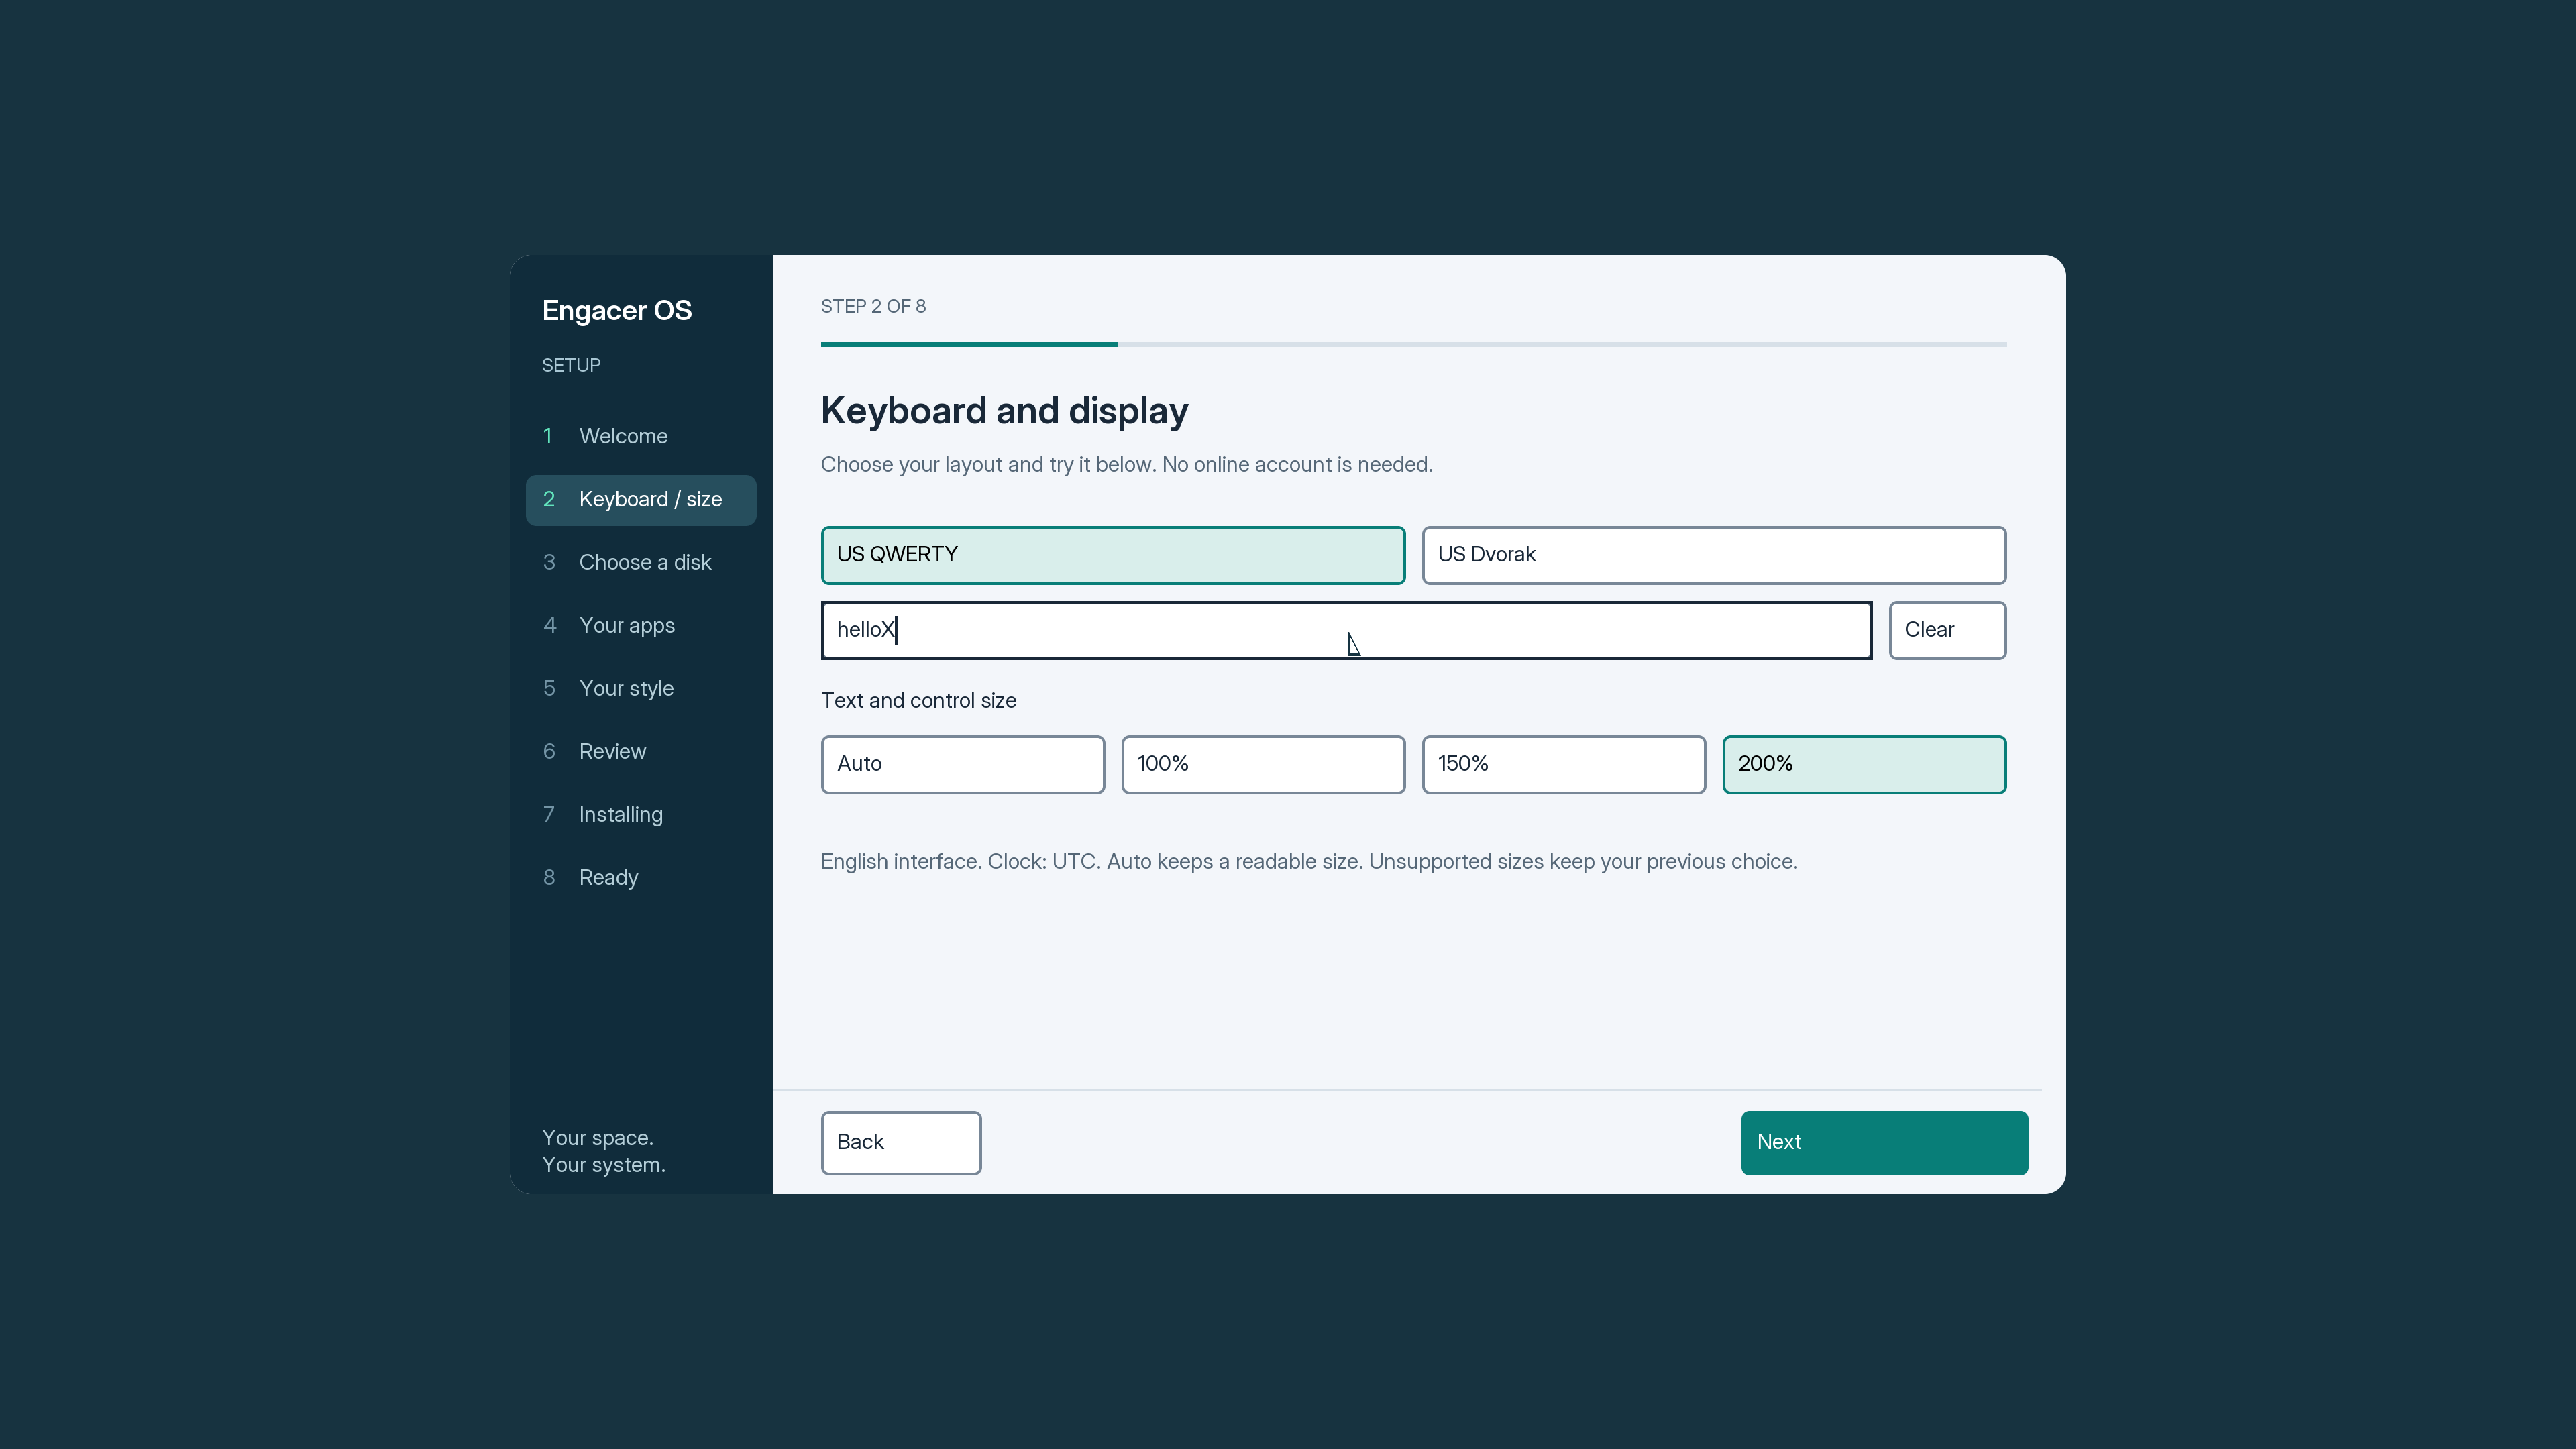 Engacer OS
SETUP
1 Welcome
2 Keyboard / size
3 Choose a disk
4 Your apps
5 Your style
6 Review
7 Installing
8 Ready
Your space.
Your system.
STEP 2 OF 8
Keyboard and display
Choose your layout and try it below. No online account is needed.
US QWERTY
US Dvorak
helloX
Clear
Text and control size
Auto
100%
150%
200%
English interface. Clock: UTC. Auto keeps a readable size. Unsupported sizes keep your previous choice.
Back
Next